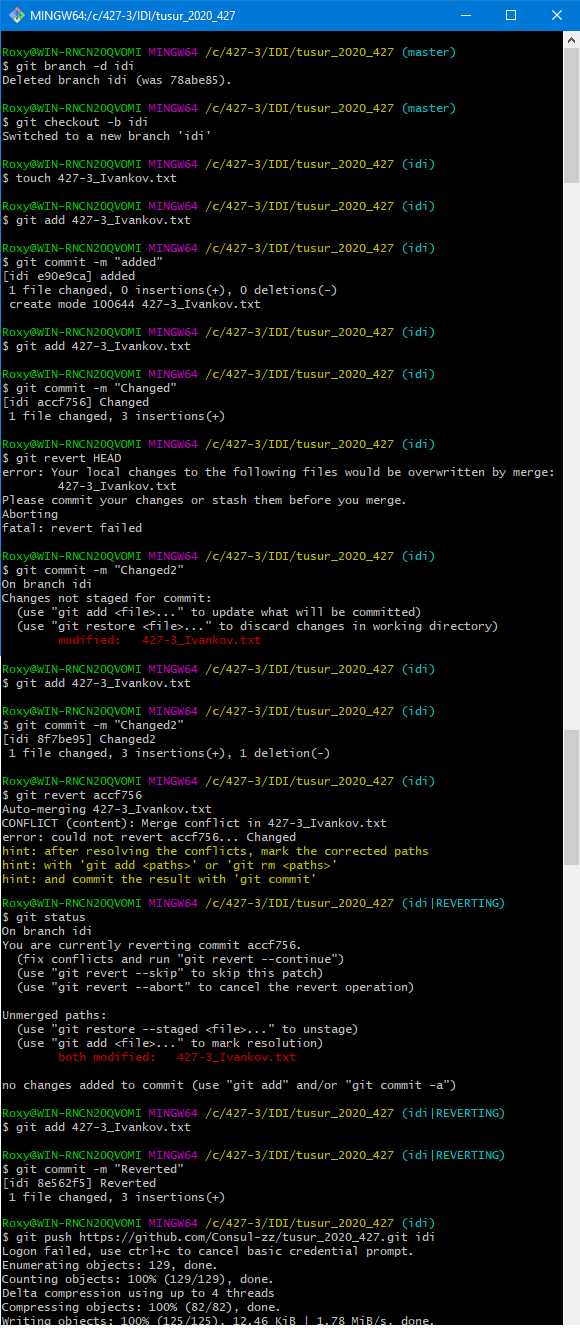 MINGW64:/c/427-3/IDI/tusur_2020_427
Roxy@WIN-RNCN2OQVOMI MINGW64 /c/427-3/IDI/tusur_2020_427 (master)
$ git branch -d idi
Deleted branch idi (was 78abe85).
Roxy@WIN-RNCN2OQVOMI MINGW64 /c/427-3/IDI/tusur_2020_427 (master)
$ git checkout -b idi
Switched to a new branch 'idi'
Roxy@WIN-RNCN2OQVOMI MINGW64 /c/427-3/IDI/tusur_2020_427 (idi)
$ touch 427-3_Ivankov.txt
Roxy@WIN-RNCN2OQVOMI MINGW64 /c/427-3/IDI/tusur_2020_427 (idi)
$ git add 427-3_Ivankov.txt
Roxy@WIN-RNCN2OQVOMI MINGW64 /c/427-3/IDI/tusur_2020_427 (idi)
$ git commit -m "added"
[idi e90e9ca] added
 1 file changed, 0 insertions(+), 0 deletions(-)
 create mode 100644 427-3_Ivankov.txt
Roxy@WIN-RNCN2OQVOMI MINGW64 /c/427-3/IDI/tusur_2020_427 (idi)
$ git add 427-3_Ivankov.txt
Roxy@WIN-RNCN2OQVOMI MINGW64 /c/427-3/IDI/tusur_2020_427 (idi)
$ git commit -m "Changed"
[idi accf756] Changed
 1 file changed, 3 insertions(+)
Roxy@WIN-RNCN2OQVOMI MINGW64 /c/427-3/IDI/tusur_2020_427 (idi)
$ git revert HEAD
error: Your local changes to the following files would be overwritten by merge:
        427-3_Ivankov.txt
Please commit your changes or stash them before you merge.
Aborting
fatal: revert failed
Roxy@WIN-RNCN2OQVOMI MINGW64 /c/427-3/IDI/tusur_2020_427 (idi)
$ git commit -m "Changed2"
On branch idi
Changes not staged for commit:
  (use "git add <file>..." to update what will be committed)
  (use "git restore <file>..." to discard changes in working directory)
        modified:   427-3_Ivankov.txt
Roxy@WIN-RNCN2OQVOMI MINGW64 /c/427-3/IDI/tusur_2020_427 (idi)
$ git add 427-3_Ivankov.txt
Roxy@WIN-RNCN2OQVOMI MINGW64 /c/427-3/IDI/tusur_2020_427 (idi)
$ git commit -m "Changed2"
[idi 8f7be95] Changed2
 1 file changed, 3 insertions(+), 1 deletion(-)
Roxy@WIN-RNCN2OQVOMI MINGW64 /c/427-3/IDI/tusur_2020_427 (idi)
$ git revert accf756
Auto-merging 427-3_Ivankov.txt
CONFLICT (content): Merge conflict in 427-3_Ivankov.txt
error: could not revert accf756... Changed
hint: after resolving the conflicts, mark the corrected paths
hint: with 'git add <paths>' or 'git rm <paths>'
hint: and commit the result with 'git commit'
Roxy@WIN-RNCN2OQVOMI MINGW64 /c/427-3/IDI/tusur_2020_427 (idi|REVERTING)
$ git status
On branch idi
You are currently reverting commit accf756.
  (fix conflicts and run "git revert --continue")
  (use "git revert --skip" to skip this patch)
  (use "git revert --abort" to cancel the revert operation)
Unmerged paths:
  (use "git restore --staged <file>..." to unstage)
  (use "git add <file>..." to mark resolution)
        both modified:   427-3_Ivankov.txt
no changes added to commit (use "git add" and/or "git commit -a")
Roxy@WIN-RNCN2OQVOMI MINGW64 /c/427-3/IDI/tusur_2020_427 (idi|REVERTING)
$ git add 427-3_Ivankov.txt
Roxy@WIN-RNCN2OQVOMI MINGW64 /c/427-3/IDI/tusur_2020_427 (idi|REVERTING)
$ git commit -m "Reverted"
[idi 8e562f5] Reverted
 1 file changed, 3 insertions(+)
Roxy@WIN-RNCN2OQVOMI MINGW64 /c/427-3/IDI/tusur_2020_427 (idi)
$ git push https://github.com/Consul-zz/tusur_2020_427.git idi
Logon failed, use ctrl+c to cancel basic credential prompt.
Enumerating objects: 129, done.
Counting objects: 100% (129/129), done.
Delta compression using up to 4 threads
Compressing objects: 100% (82/82), done.
Writing objects: 100% (125/125), 12.46 KiB | 1.78 MiB/s, done.